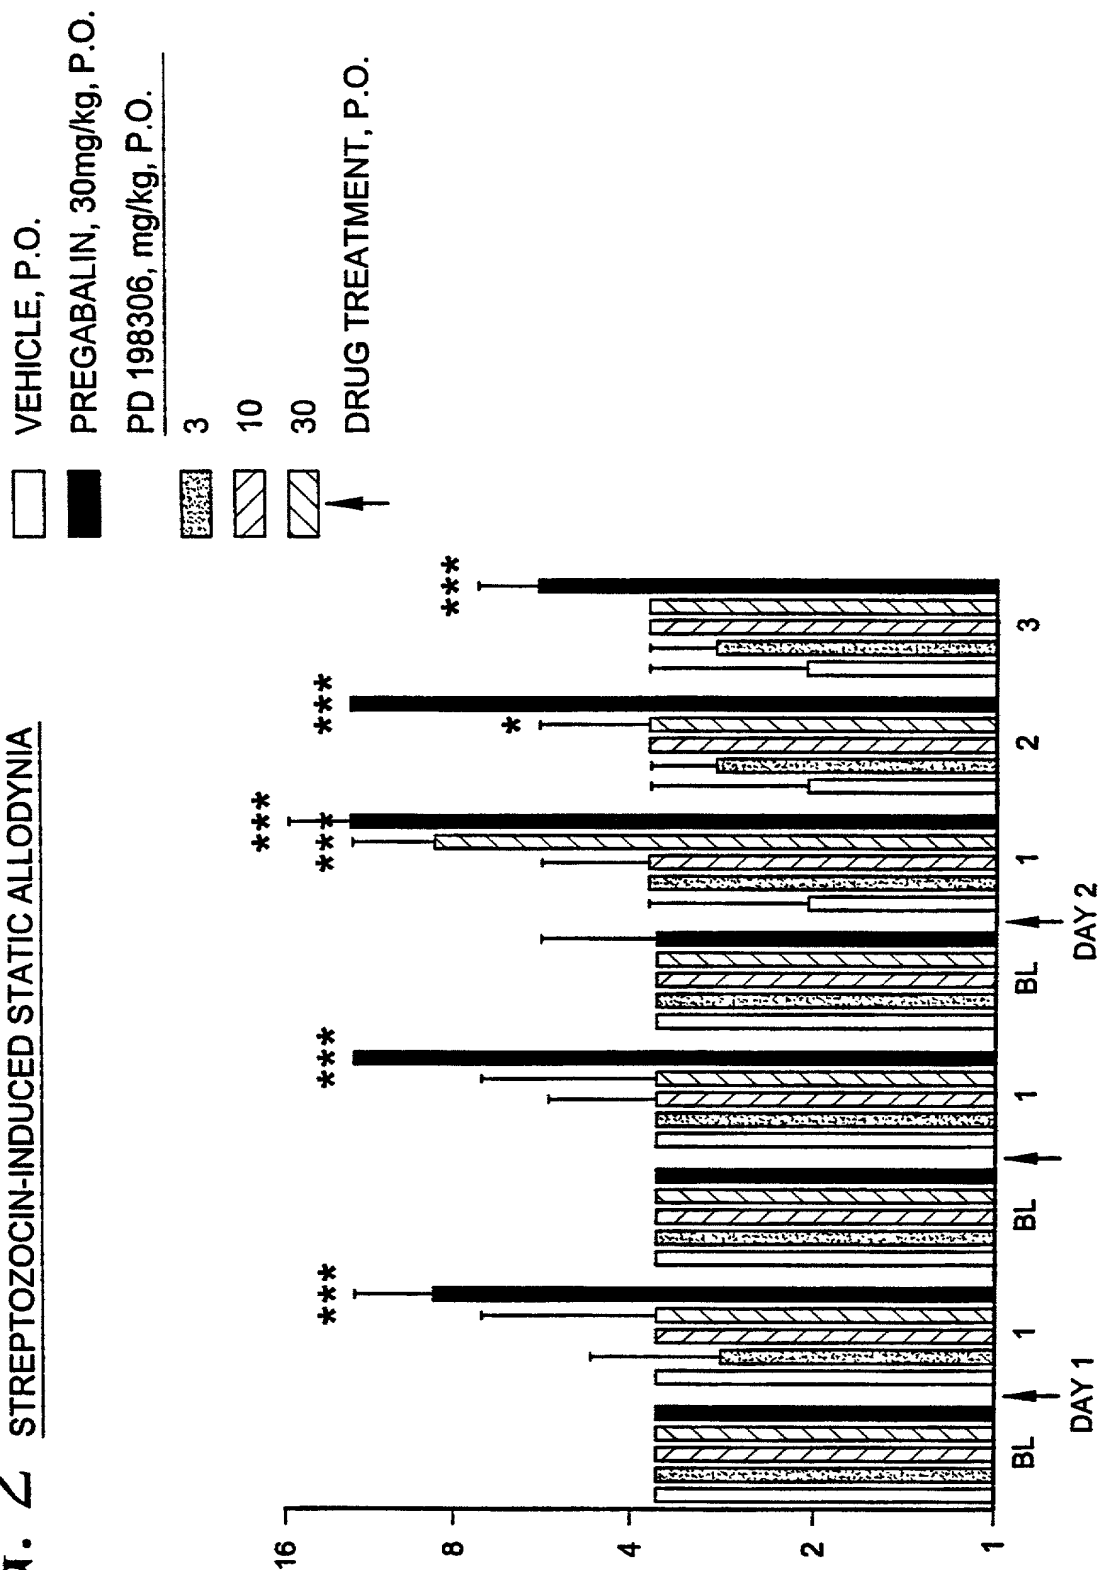 2 STREPTOZOCIN-INDUCED STATIC ALLODYNIA
VEHICLE, P.O.
PREGABALIN, 30mg/kg, P.O.
PD 198306, mg/kg, P.O.
3
10
30
DRUG TREATMENT, P.O.
16
8
4
2
1
***
***
***
***
***
*
***
BL 1 BL 1 BL 1 2 3
DAY 1 DAY 2